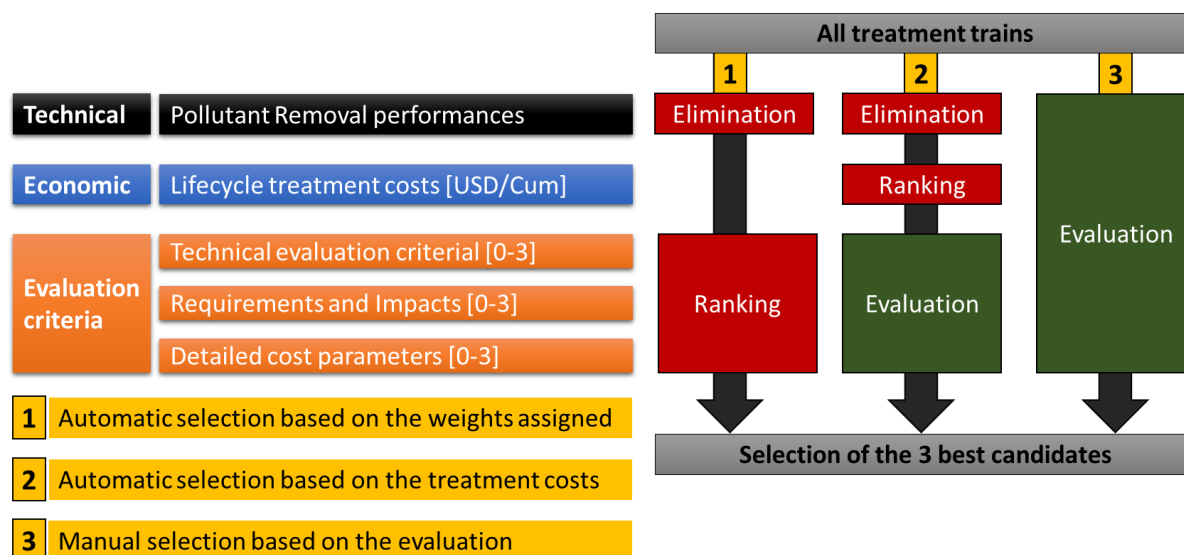 All treatment trains
1
2
3
Technical
Pollutant Removal performances
Elimination
Elimination
Economic
Lifecycle treatment costs [USD/Cum]
Ranking
Evaluation
criteria
Technical evaluation criterial [0-3]
Requirements and Impacts [0-3]
Detailed cost parameters [0-3]
Ranking
Evaluation
Evaluation
1
Automatic selection based on the weights assigned
2
Automatic selection based on the treatment costs
3
Manual selection based on the evaluation
Selection of the 3 best candidates